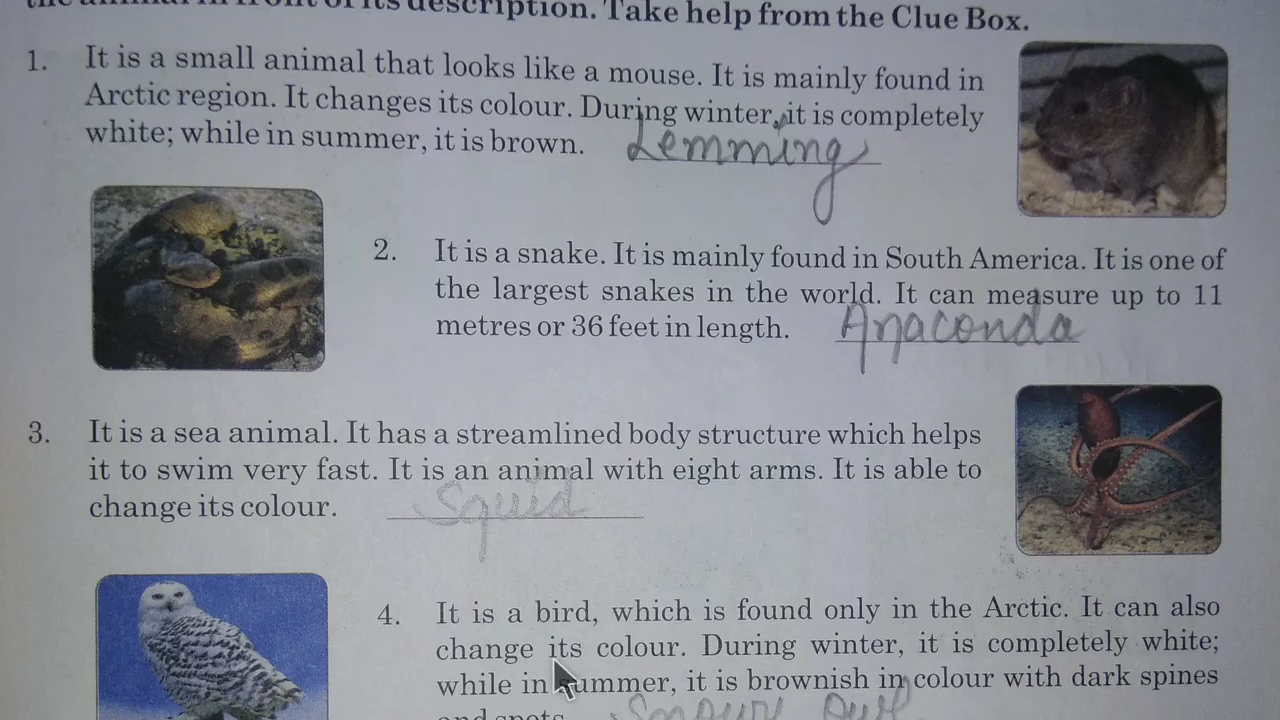 the animal in front of its description. Take help from the Clue Box.
1. It is a small animal that looks like a mouse. It is mainly found in
Arctic region. It changes its colour. During winter, it is completely
white; while in summer, it is brown. Lemming
2. It is a snake. It is mainly found in South America. It is one of
the largest snakes in the world. It can measure up to 11
metres or 36 feet in length. Anaconda
3. It is a sea animal. It has a streamlined body structure which helps
it to swim very fast. It is an animal with eight arms. It is able to
change its colour. Squid
4. It is a bird, which is found only in the Arctic. It can also
change its colour. During winter, it is completely white;
while in summer, it is brownish in colour with dark spines
and spots. owl